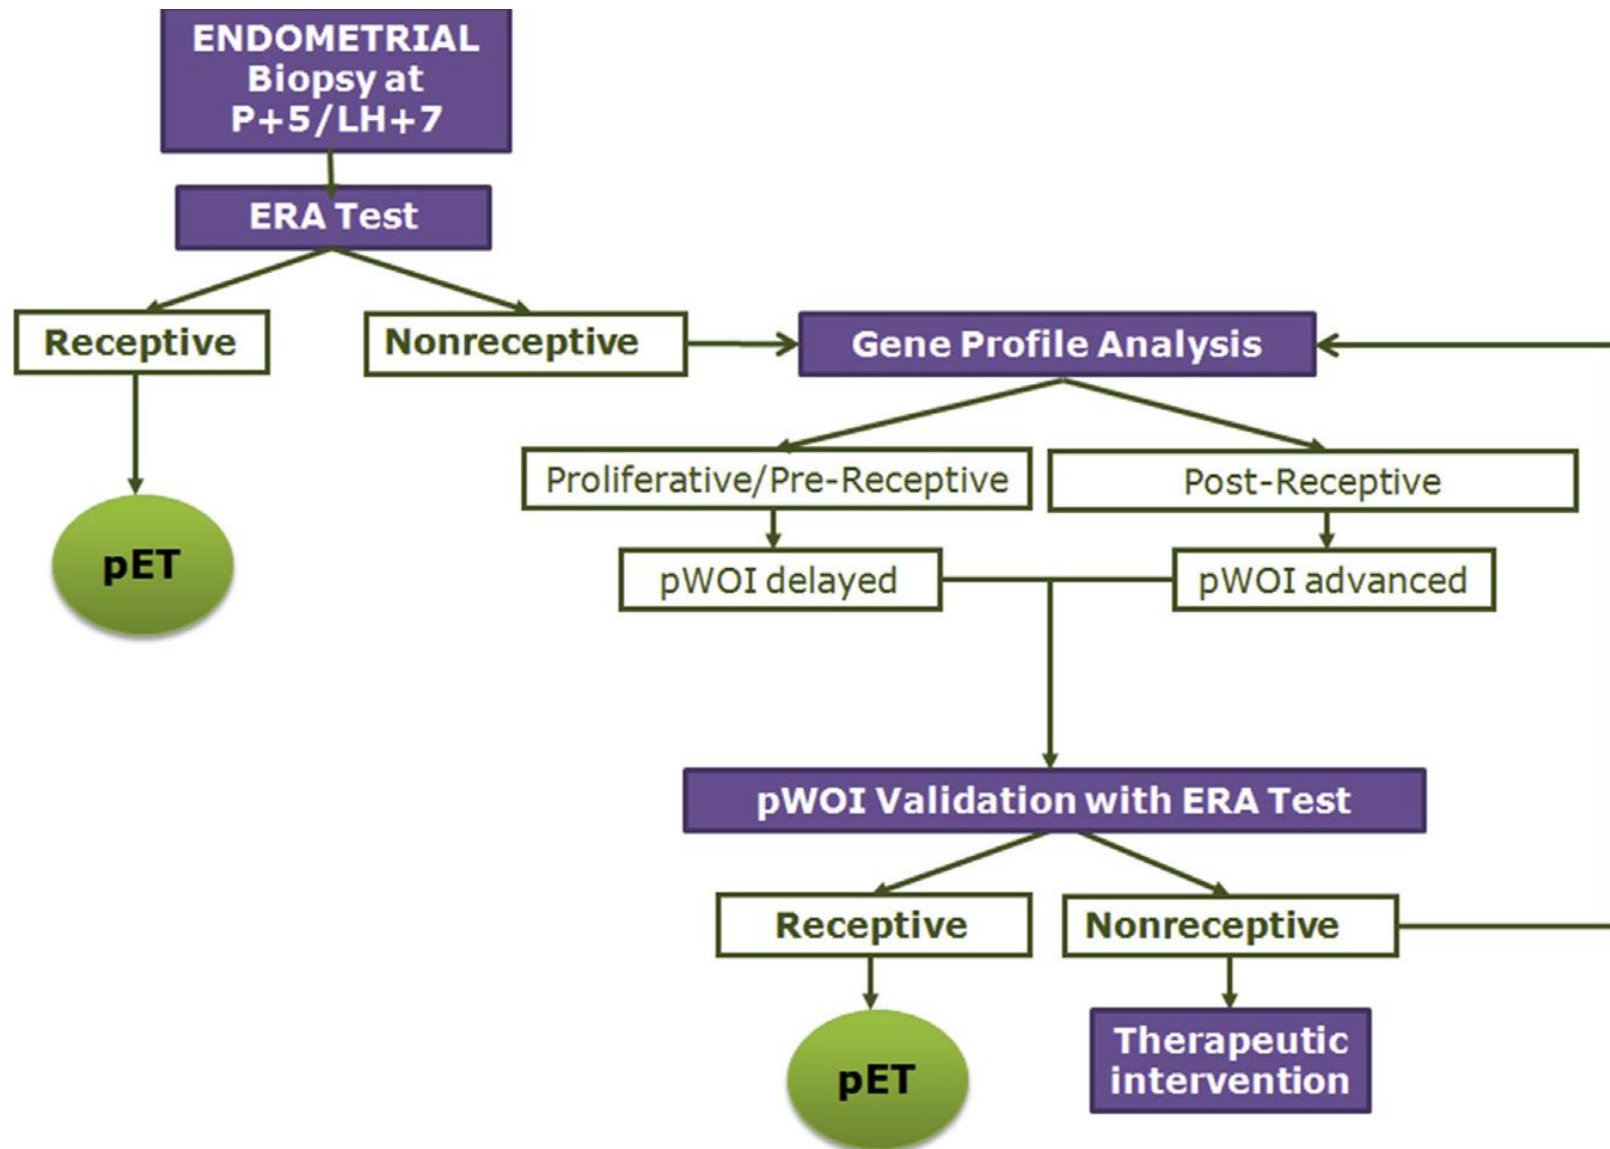 ENDOMETRIAL
Biopsy at
P+5/LH+7
ERA Test
Receptive
Nonreceptive
Gene Profile Analysis
Proliferative/Pre-Receptive
Post-Receptive
pET
pWOI delayed
pWOI advanced
pWOI Validation with ERA Test
Receptive
Nonreceptive
pET
Therapeutic
intervention